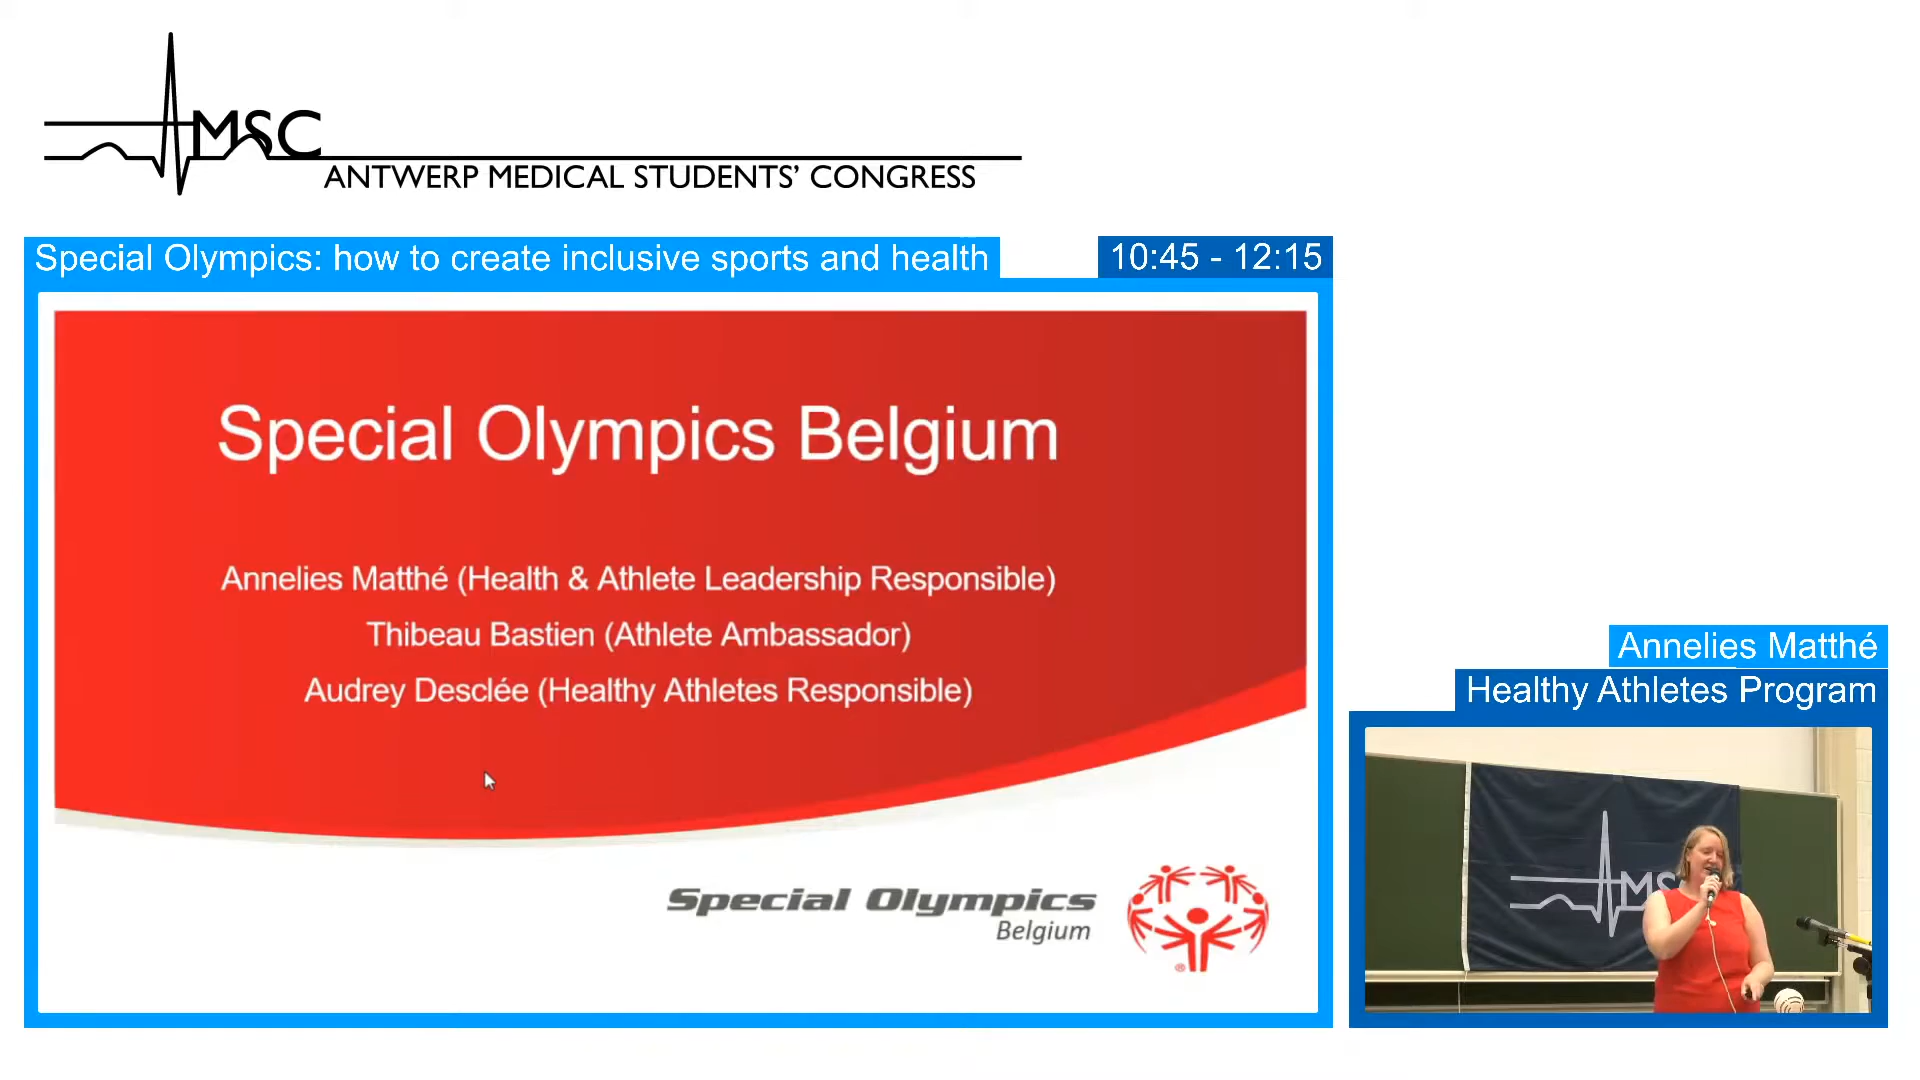 AMSC
ANTWERP MEDICAL STUDENTS' CONGRESS
Special Olympics: how to create inclusive sports and health
10:45 - 12:15
Special Olympics Belgium
Annelies Matthé (Health & Athlete Leadership Responsible)
Thibeau Bastien (Athlete Ambassador)
Audrey Desclée (Healthy Athletes Responsible)
Special Olympics
Belgium
®
Annelies Matthé
Healthy Athletes Program
MS